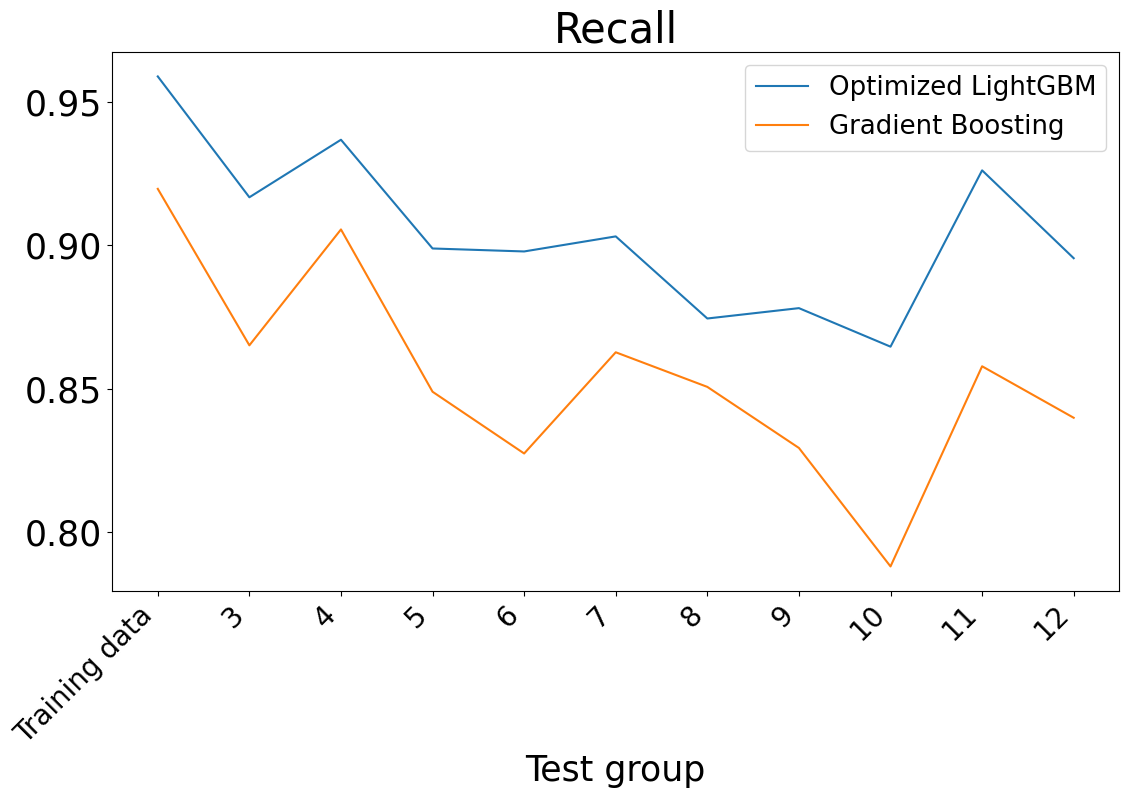 Recall
Optimized LightGBM
Gradient Boosting
0.95
0.90
0.85
0.80
Training data
3
4
5
6
7
8
9
10
11
12
Test group